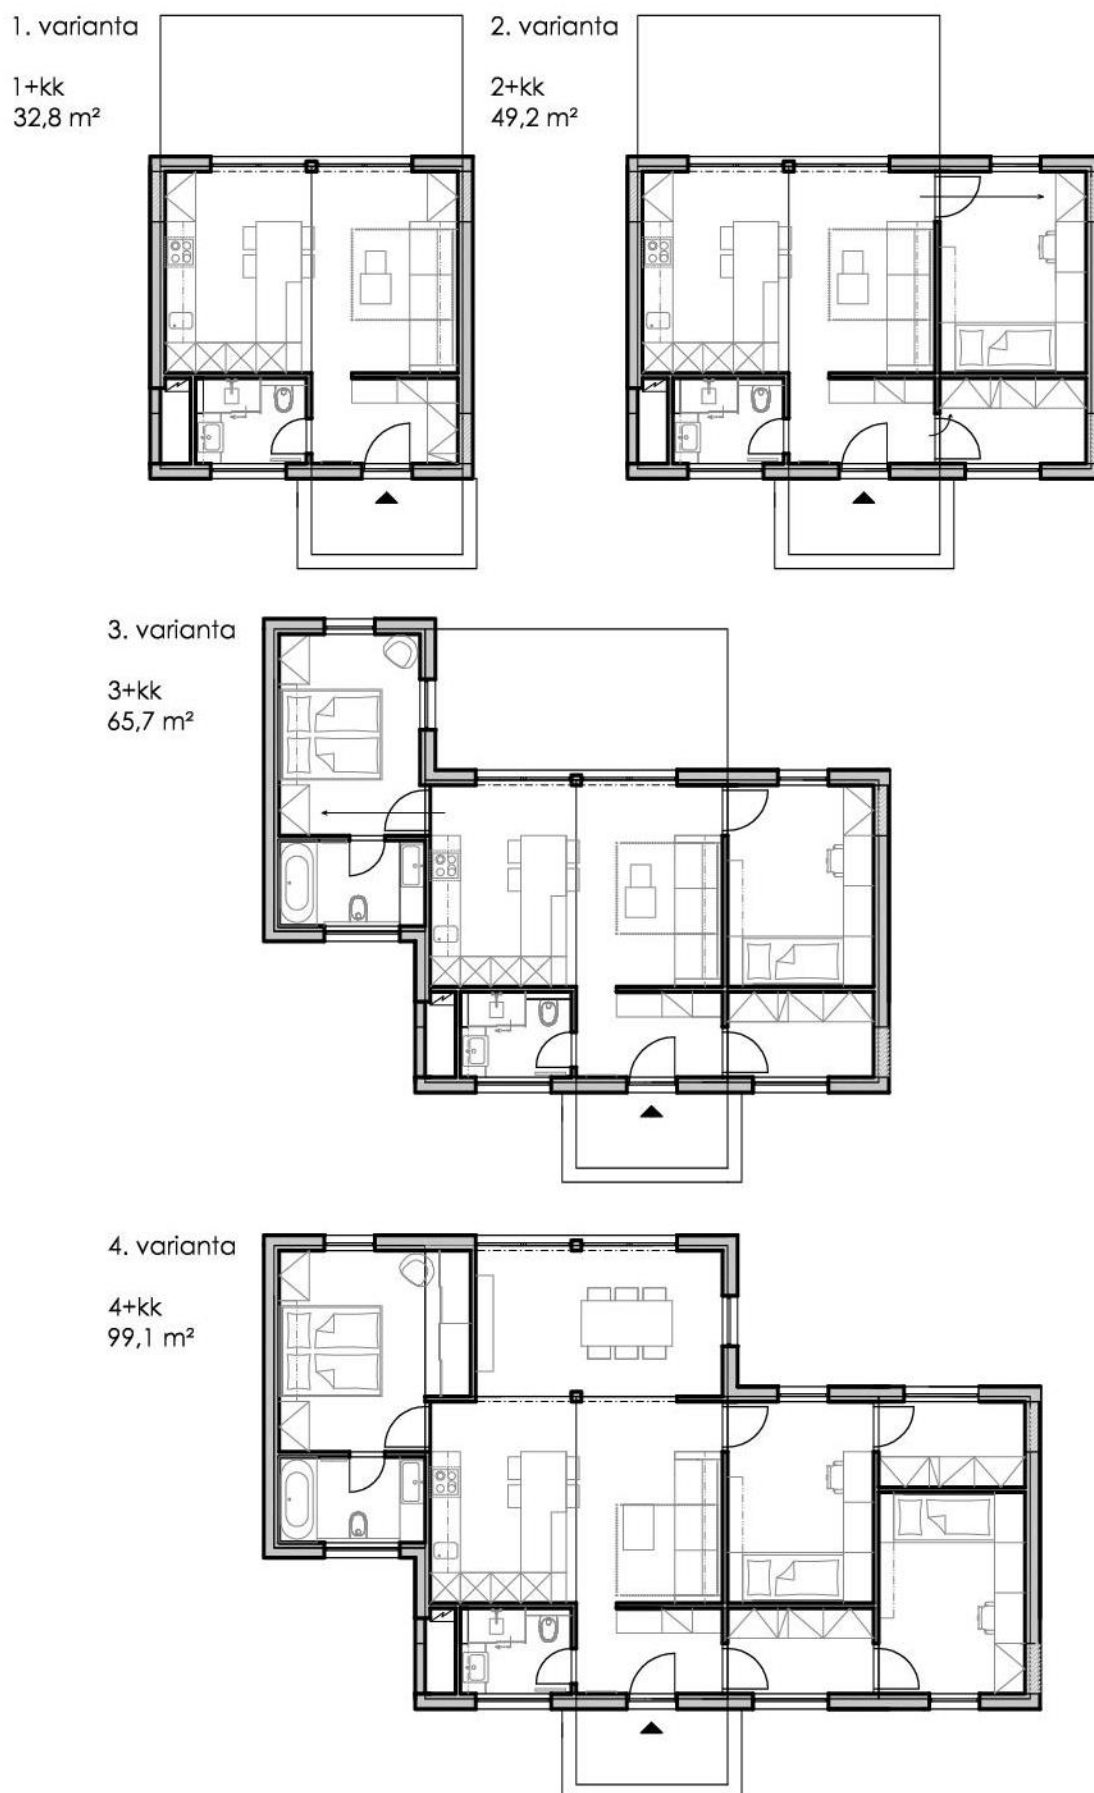 1. varianta
1+kk
32,8 m²
2. varianta
2+kk
49,2 m²
3. varianta
3+kk
65,7 m²
4. varianta
4+kk
99,1 m²